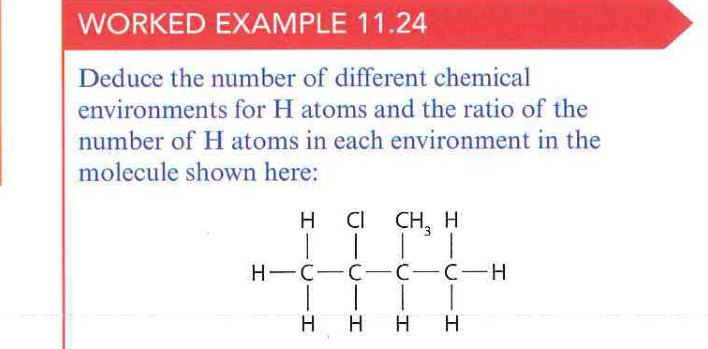 WORKED EXAMPLE 11.24
Deduce the number of different chemical
environments for H atoms and the ratio of the
number of H atoms in each environment in the
molecule shown here:
H Cl CH₃ H
H—C—C—C—C—H
H H H H